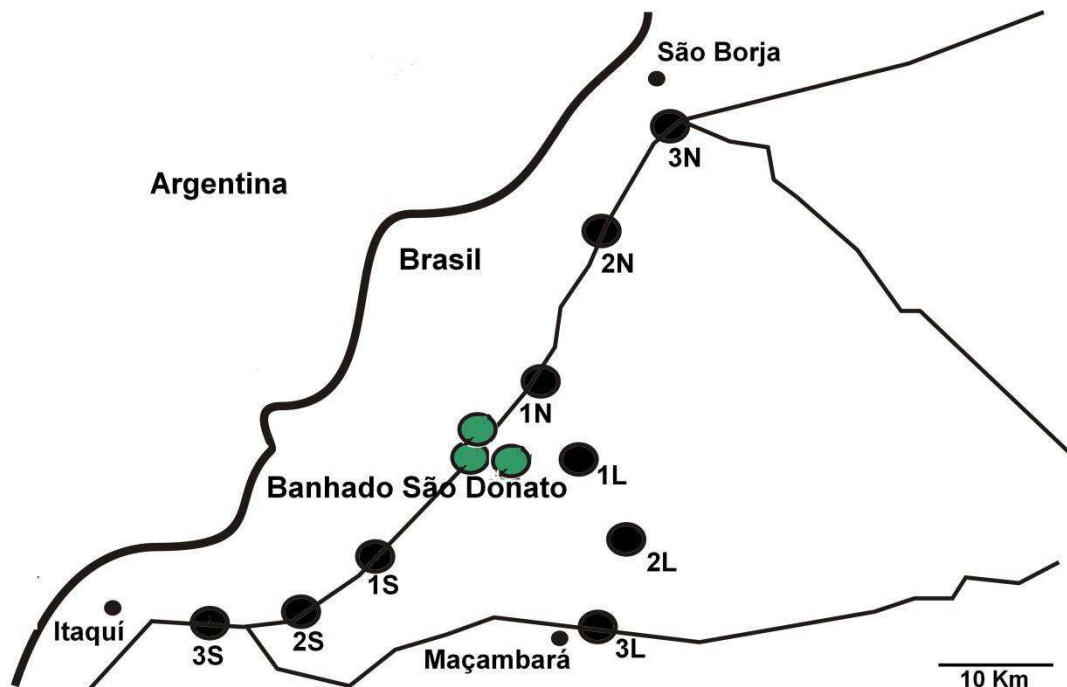 São Borja
3N
Argentina
2N
Brasil
1N
1L
Banhado São Donato
2L
1S
Itaquí
2S
3S
Maçambará
3L
10 Km